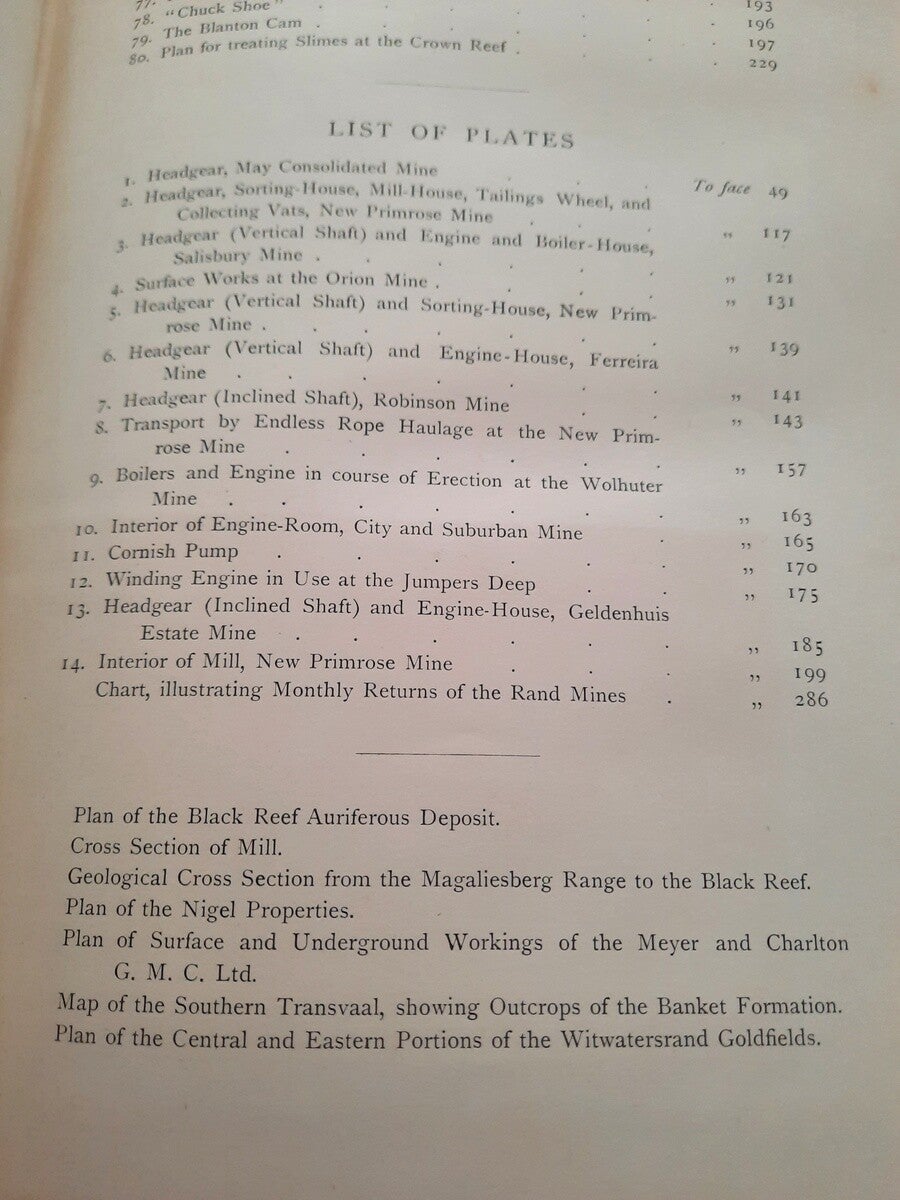 77. 193
78. "Chuck Shoe" . . . . . 196
79. The Blanton Cam . . . . . 197
80. Plan for treating Slimes at the Crown Reef . . . . 229
LIST OF PLATES
1. Headgear, May Consolidated Mine . . . To face 49
2. Headgear, Sorting-House, Mill-House, Tailings Wheel, and
Collecting Vats, New Primrose Mine . . . „ 117
3. Headgear (Vertical Shaft) and Engine and Boiler-House,
Salisbury Mine . . . . . . „ 121
4. Surface Works at the Orion Mine . . . . „ 131
5. Headgear (Vertical Shaft) and Sorting-House, New Prim-
rose Mine . . . . . . . „ 139
6. Headgear (Vertical Shaft) and Engine-House, Ferreira
Mine . . . . . . „ 141
7. Headgear (Inclined Shaft), Robinson Mine . . „ 143
8. Transport by Endless Rope Haulage at the New Prim-
rose Mine . . . . . . „ 157
9. Boilers and Engine in course of Erection at the Wolhuter
Mine . . . . . . . „ 163
10. Interior of Engine-Room, City and Suburban Mine . „ 165
11. Cornish Pump . . . . . . „ 170
12. Winding Engine in Use at the Jumpers Deep . . „ 175
13. Headgear (Inclined Shaft) and Engine-House, Geldenhuis
Estate Mine . . . . . . „ 185
14. Interior of Mill, New Primrose Mine . . . „ 199
Chart, illustrating Monthly Returns of the Rand Mines . „ 286
Plan of the Black Reef Auriferous Deposit.
Cross Section of Mill.
Geological Cross Section from the Magaliesberg Range to the Black Reef.
Plan of the Nigel Properties.
Plan of Surface and Underground Workings of the Meyer and Charlton
G. M. C. Ltd.
Map of the Southern Transvaal, showing Outcrops of the Banket Formation.
Plan of the Central and Eastern Portions of the Witwatersrand Goldfields.